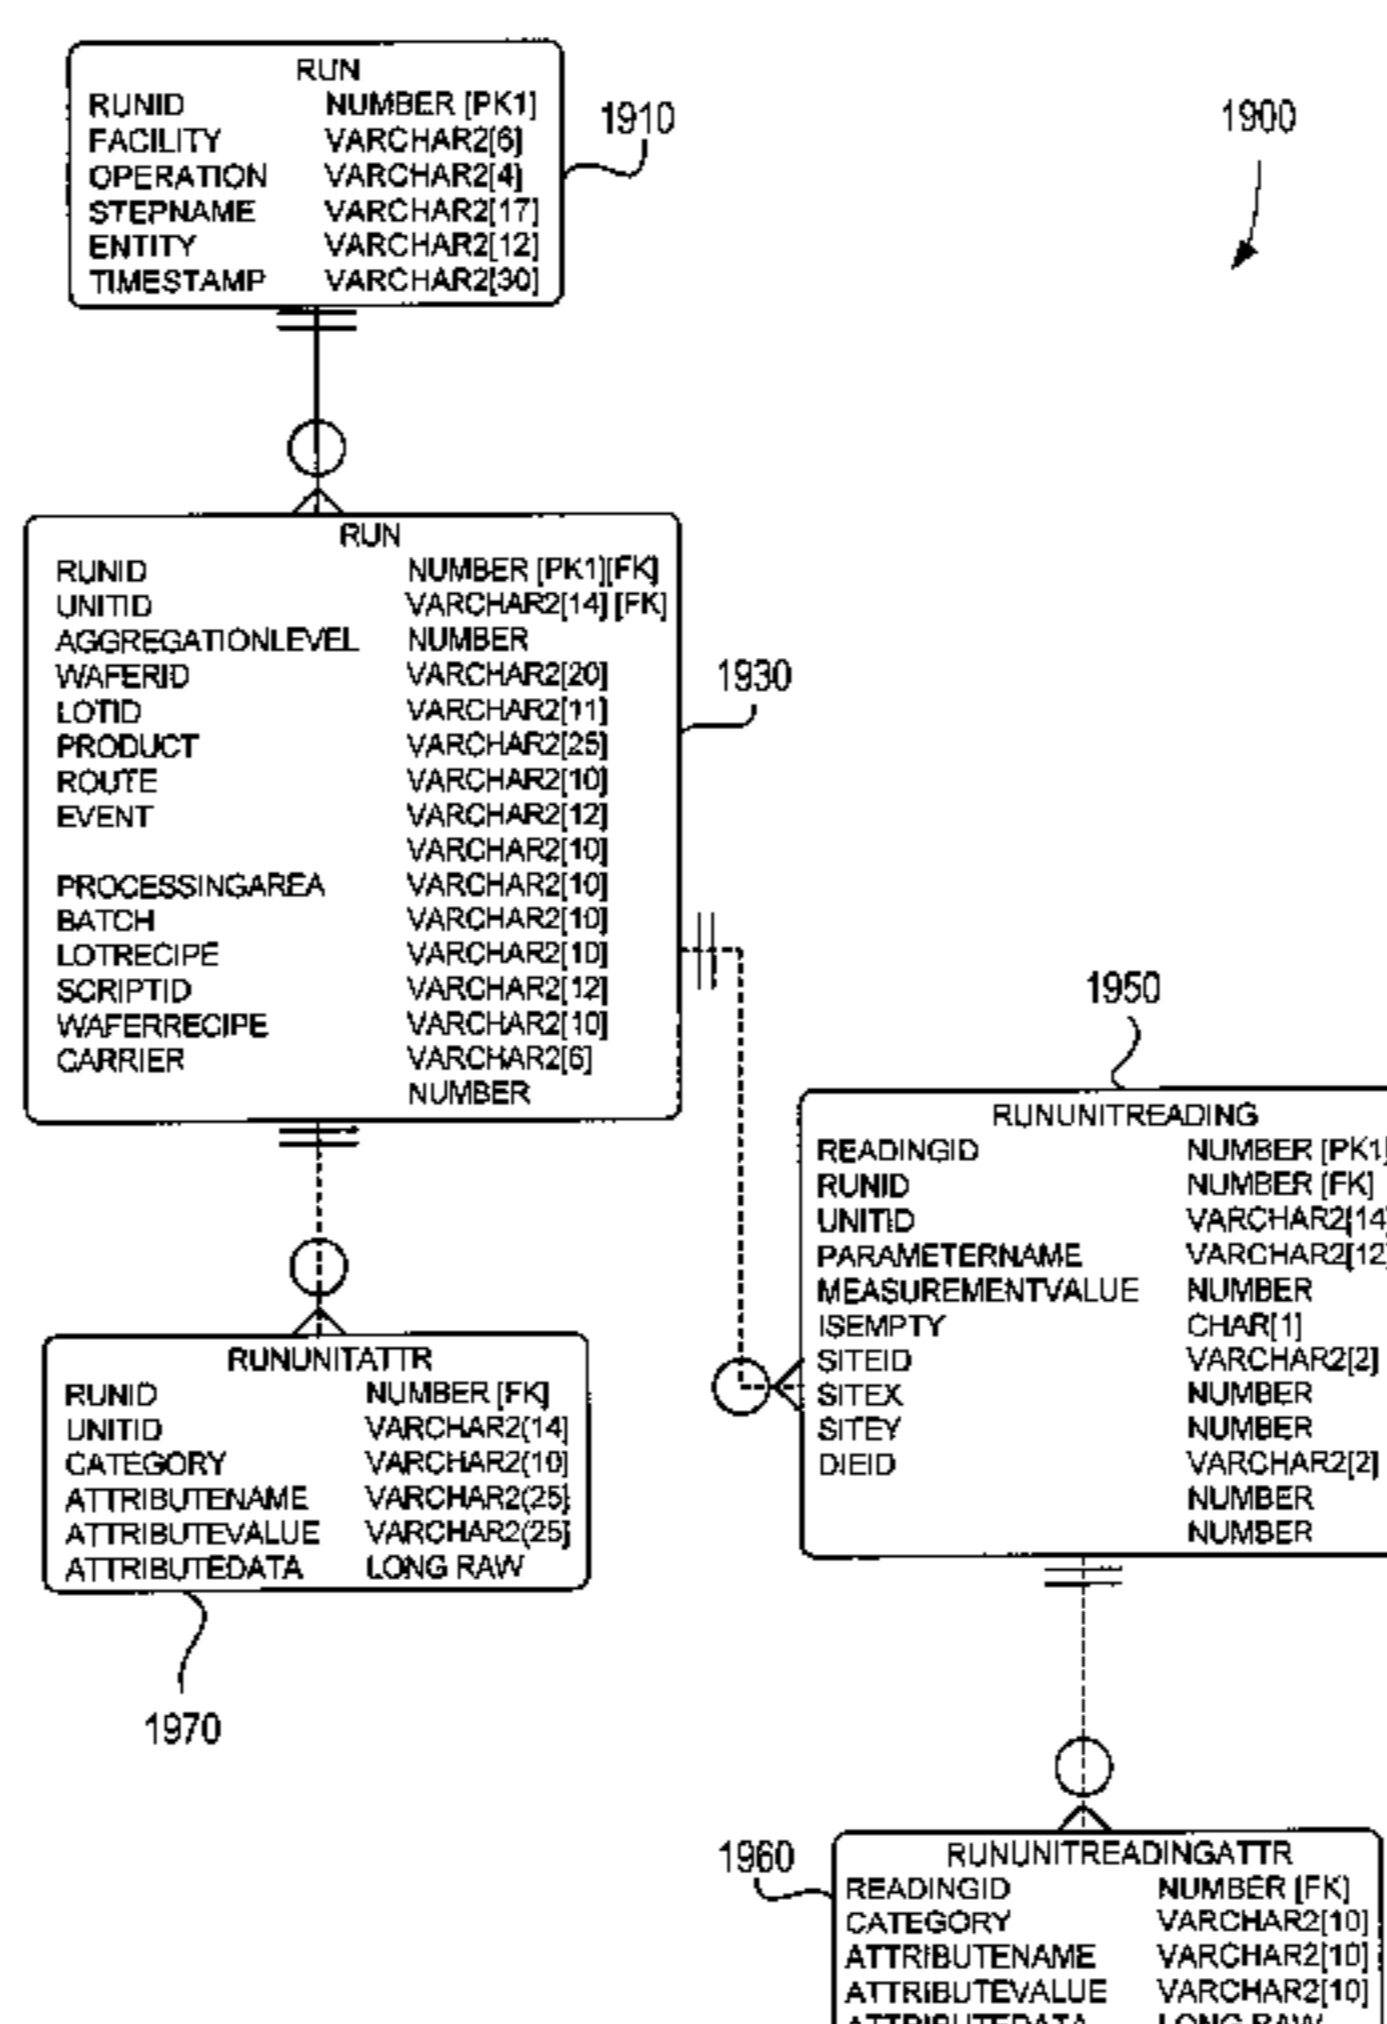 RUN
RUNID NUMBER [PK1]
FACILITY VARCHAR2[6]
OPERATION VARCHAR2[4]
STEPNAME VARCHAR2[17]
ENTITY VARCHAR2[12]
TIMESTAMP VARCHAR2[30]
1910
1900
RUN
RUNID NUMBER [PK1][FK]
UNITID VARCHAR2[14] [FK]
AGGREGATIONLEVEL NUMBER
WAFERID VARCHAR2[20]
LOTID VARCHAR2[11]
PRODUCT VARCHAR2[25]
ROUTE VARCHAR2[10]
EVENT VARCHAR2[12]
VARCHAR2[10]
PROCESSINGAREA VARCHAR2[10]
BATCH VARCHAR2[10]
LOTRECIPE VARCHAR2[10]
SCRIPTID VARCHAR2[12]
WAFERRECIPE VARCHAR2[10]
CARRIER VARCHAR2[6]
NUMBER
1930
1950
RUNUNITREADING
READINGID NUMBER [PK1]
RUNID NUMBER [FK]
UNITID VARCHAR2[14]
PARAMETERNAME VARCHAR2[12]
MEASUREMENTVALUE NUMBER
ISEMPTY CHAR[1]
SITEID VARCHAR2[2]
SITEX NUMBER
SITEY NUMBER
DIEID VARCHAR2[2]
NUMBER
NUMBER
RUNUNITATTR
RUNID NUMBER [FK]
UNITID VARCHAR2(14]
CATEGORY VARCHAR2(10]
ATTRIBUTENAME VARCHAR2(25]
ATTRIBUTEVALUE VARCHAR2(25]
ATTRIBUTEDATA LONG RAW
1970
1960
RUNUNITREADINGATTR
READINGID NUMBER [FK]
CATEGORY VARCHAR2[10]
ATTRIBUTENAME VARCHAR2[10]
ATTRIBUTEVALUE VARCHAR2[10]
ATTRIBUTEDATA LONG RAW